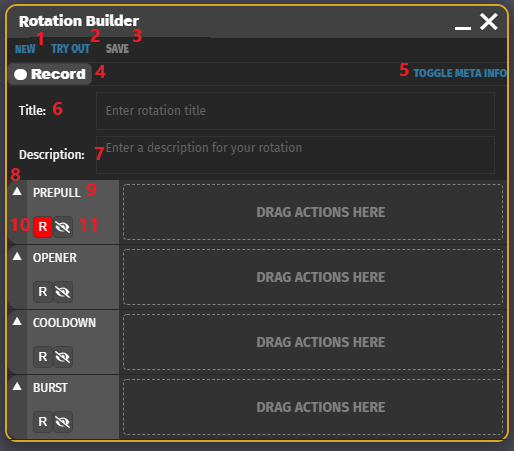 Rotation Builder
NEW 1 TRY OUT 2 SAVE 3
Record 4 5 TOGGLE META INFO
Title: 6 Enter rotation title
Description: 7 Enter a description for your rotation
8
PREPULL 9
DRAG ACTIONS HERE
10 R 11
OPENER
DRAG ACTIONS HERE
R
COOLDOWN
DRAG ACTIONS HERE
R
BURST
DRAG ACTIONS HERE
R